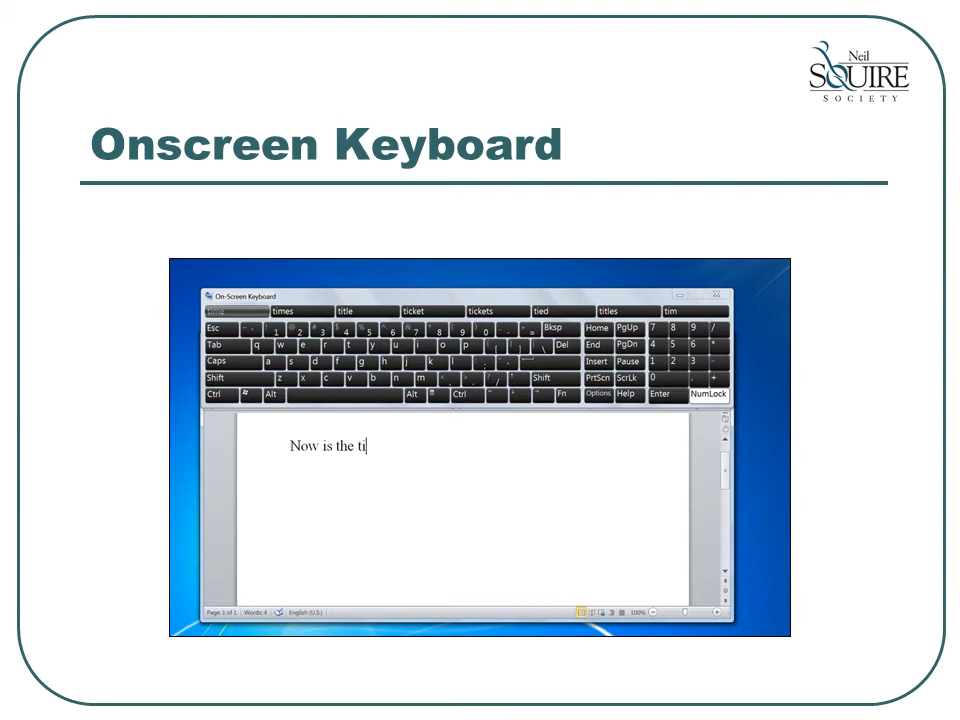 Neil
SQUIRE
SOCIETY
Onscreen Keyboard
On-Screen Keyboard
time times title ticket tickets tied titles tim
Esc 1 2 3 4 5 6 7 8 9 0 - = Bksp Home PgUp 7 8 9 /
Tab q w e r t y u i o p [ ] \ Del End PgDn 4 5 6 *
Caps a s d f g h j k l ; ' Insert Pause 1 2 3 -
Shift z x c v b n m , . / Shift PrtScn ScrLk 0 . +
Ctrl Alt Alt Ctrl Fn Options Help Enter NumLock
Now is the ti
Page: 1 of 1 Words: 4 English (U.S.) 100%